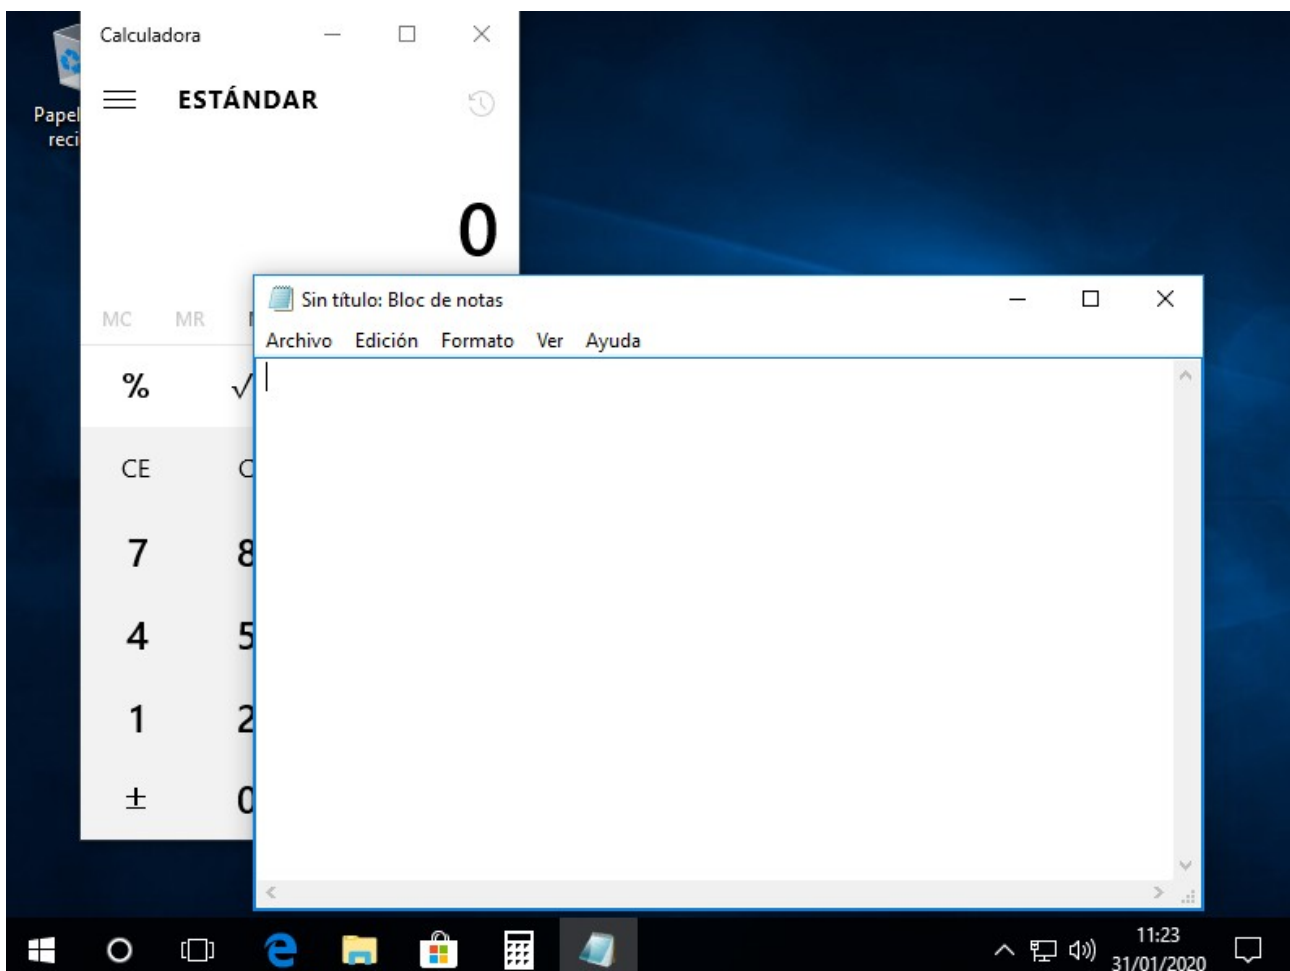 Calculadora
ESTÁNDAR
Papel
reci
0
Sin título: Bloc de notas
MC MR
Archivo Edición Formato Ver Ayuda
% √
CE C
7 8
4 5
1 2
± 0
11:23
31/01/2020